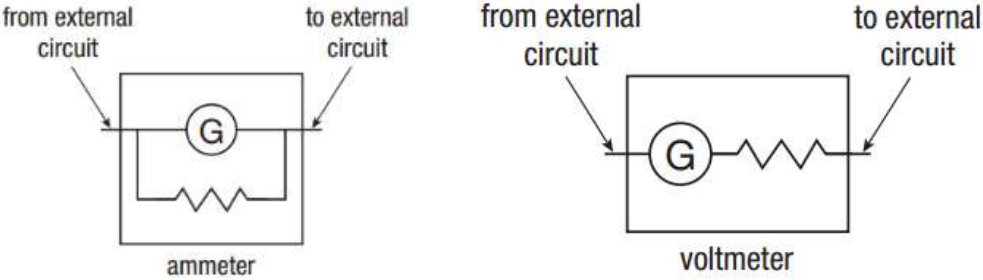 from external
circuit
to external
circuit
G
ammeter
from external
circuit
to external
circuit
G
voltmeter